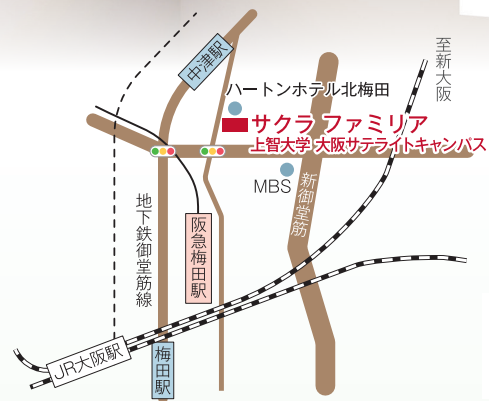 中津駅
至新大阪
ハートンホテル北梅田
サクラ ファミリア
上智大学 大阪サテライトキャンパス
MBS
新御堂筋
地下鉄御堂筋線
阪急梅田駅
JR大阪駅
梅田駅